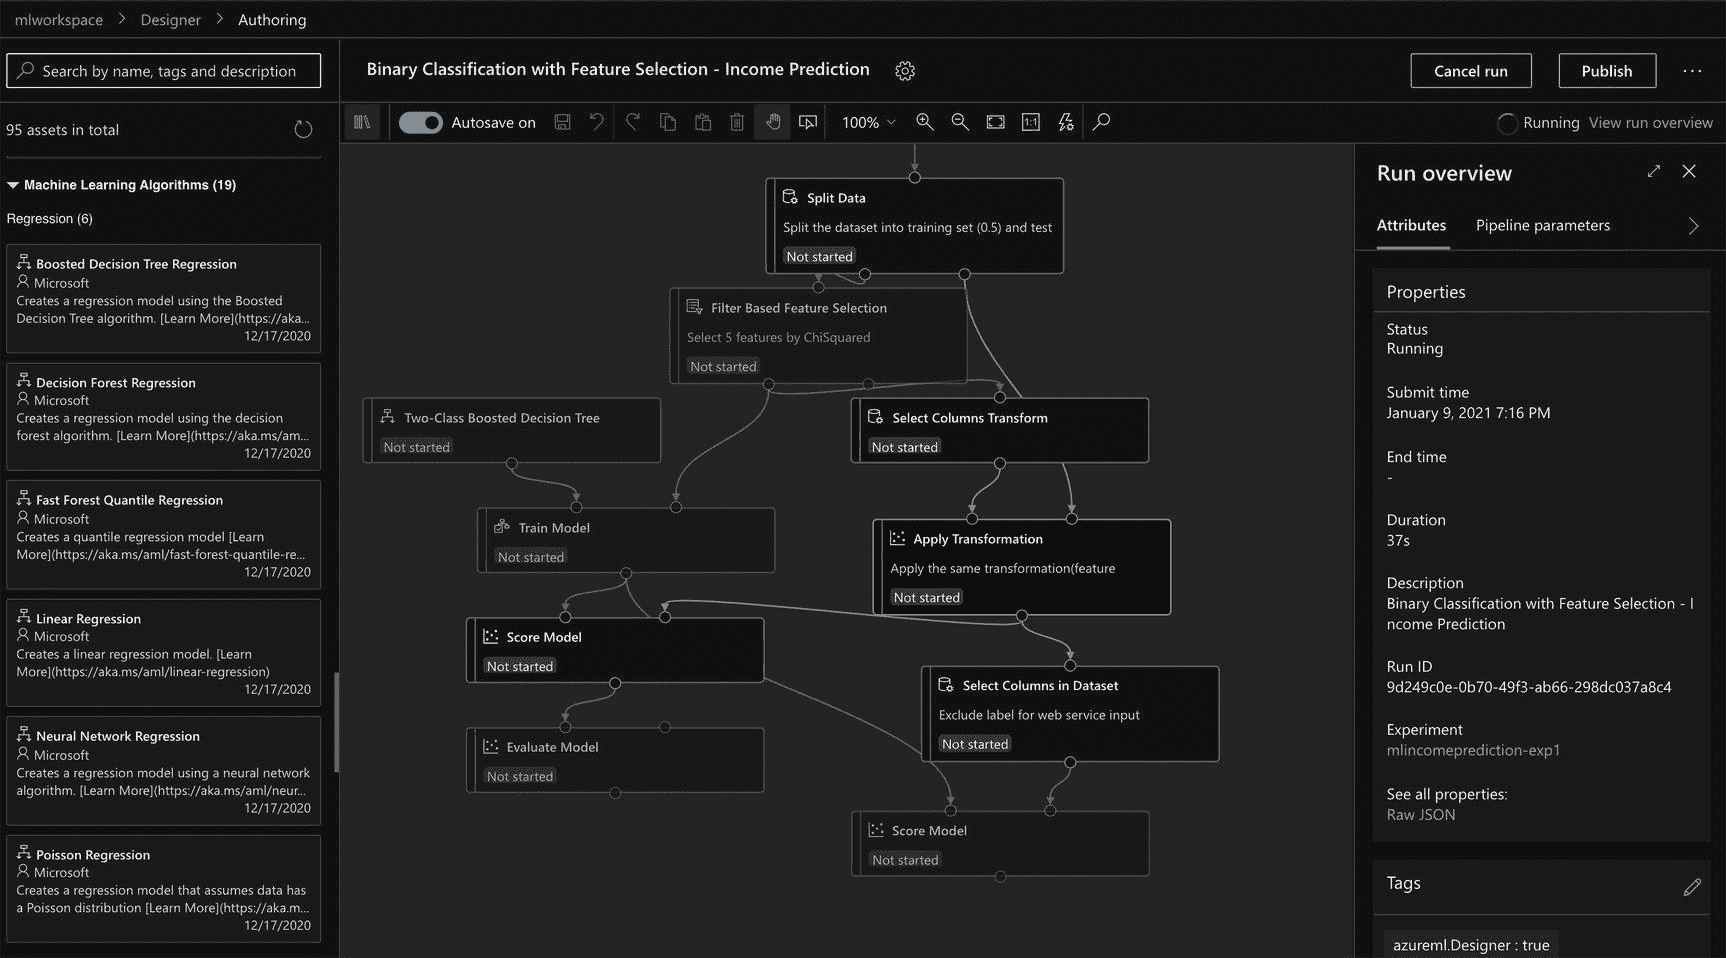 mlworkspace > Designer > Authoring
Search by name, tags and description
95 assets in total
Machine Learning Algorithms (19)
Regression (6)
Boosted Decision Tree Regression
Microsoft
Creates a regression model using the Boosted
Decision Tree algorithm. [Learn More](https://aka...
12/17/2020
Decision Forest Regression
Microsoft
Creates a regression model using the decision
forest algorithm. [Learn More](https://aka.ms/am...
12/17/2020
Fast Forest Quantile Regression
Microsoft
Creates a quantile regression model [Learn
More](https://aka.ms/aml/fast-forest-quantile-re...
12/17/2020
Linear Regression
Microsoft
Creates a linear regression model. [Learn
More](https://aka.ms/aml/linear-regression)
12/17/2020
Neural Network Regression
Microsoft
Creates a regression model using a neural network
algorithm. [Learn More](https://aka.ms/aml/neur...
12/17/2020
Poisson Regression
Microsoft
Creates a regression model that assumes data has
a Poisson distribution [Learn More](https://aka.m...
12/17/2020
Binary Classification with Feature Selection - Income Prediction
Cancel run
Publish
...
Autosave on
100%
1:1
Running View run overview
Split Data
Split the dataset into training set (0.5) and test
Not started
Filter Based Feature Selection
Select 5 features by ChiSquared
Not started
Two-Class Boosted Decision Tree
Not started
Select Columns Transform
Not started
Train Model
Not started
Apply Transformation
Apply the same transformation(feature
Not started
Score Model
Not started
Select Columns in Dataset
Exclude label for web service input
Not started
Evaluate Model
Not started
Score Model
Not started
Run overview
Attributes
Pipeline parameters
Properties
Status
Running
Submit time
January 9, 2021 7:16 PM
End time
-
Duration
37s
Description
Binary Classification with Feature Selection - I
ncome Prediction
Run ID
9d249c0e-0b70-49f3-ab66-298dc037a8c4
Experiment
mlincomeprediction-exp1
See all properties:
Raw JSON
Tags
azureml.Designer : true